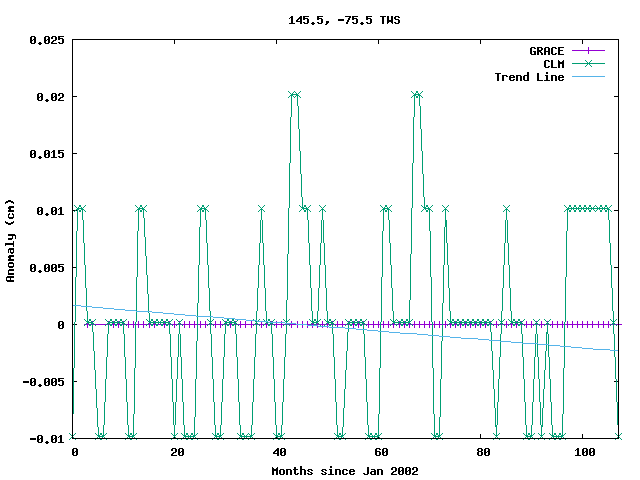 145.5, -75.5 TWS
0.025
GRACE
CLM
Trend Line
0.02
0.015
0.01
0.005
0
-0.005
-0.01
Anomaly (cm)
0 20 40 60 80 100
Months since Jan 2002